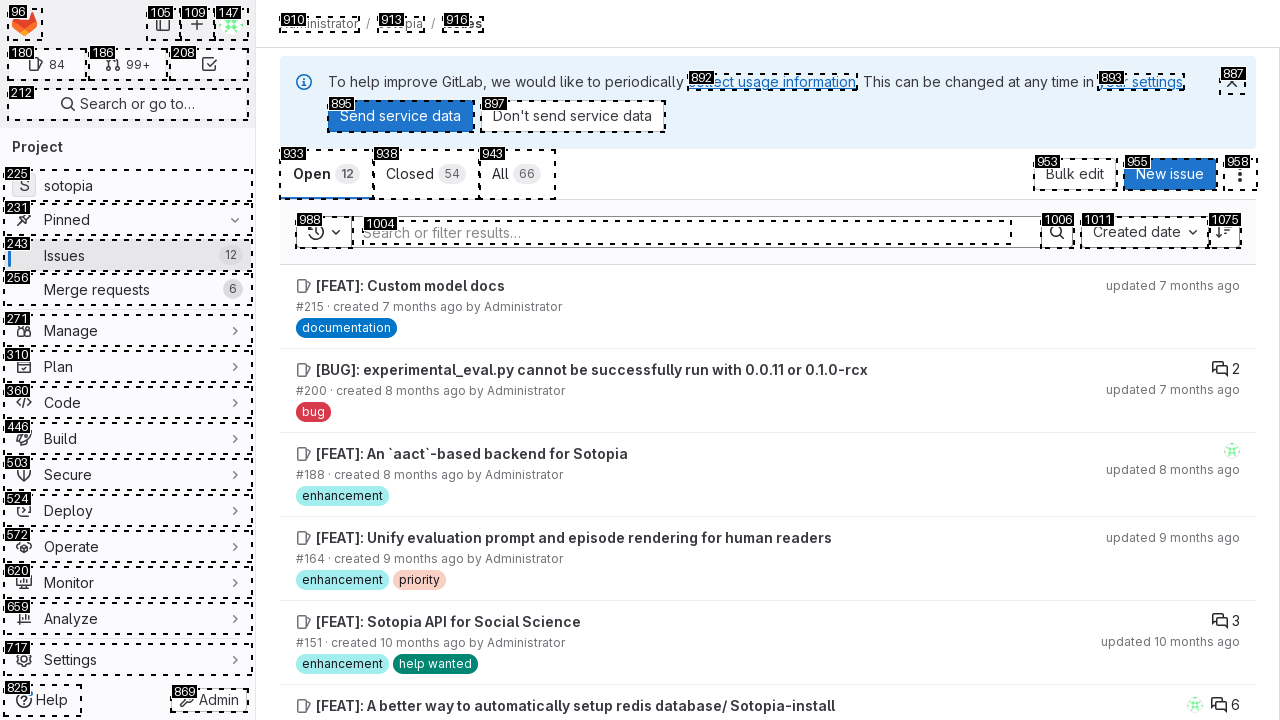 96
105
109
147
180
84
186
99+
208
212
Search or go to…
Project
225
S
sotopia
231
Pinned
243
Issues
12
256
Merge requests
6
271
Manage
310
Plan
360
Code
446
Build
503
Secure
524
Deploy
572
Operate
620
Monitor
659
Analyze
717
Settings
825
Help
869
Admin
910
/
913
/
916
To help improve GitLab, we would like to periodically collect usage information. This can be changed at any time in your settings.
892
893
887
895
Send service data
897
Don't send service data
933
Open 12
938
Closed 54
943
All 66
953
Bulk edit
955
New issue
958
988
1004
Search or filter results…
1006
1011
Created date
1075
[FEAT]: Custom model docs
updated 7 months ago
#215 · created 7 months ago by Administrator
documentation
[BUG]: experimental_eval.py cannot be successfully run with 0.0.11 or 0.1.0-rcx
2
#200 · created 8 months ago by Administrator
updated 7 months ago
bug
[FEAT]: An `aact`-based backend for Sotopia
#188 · created 8 months ago by Administrator
updated 8 months ago
enhancement
[FEAT]: Unify evaluation prompt and episode rendering for human readers
updated 9 months ago
#164 · created 9 months ago by Administrator
enhancement priority
[FEAT]: Sotopia API for Social Science
3
#151 · created 10 months ago by Administrator
updated 10 months ago
enhancement help wanted
[FEAT]: A better way to automatically setup redis database/ Sotopia-install
6